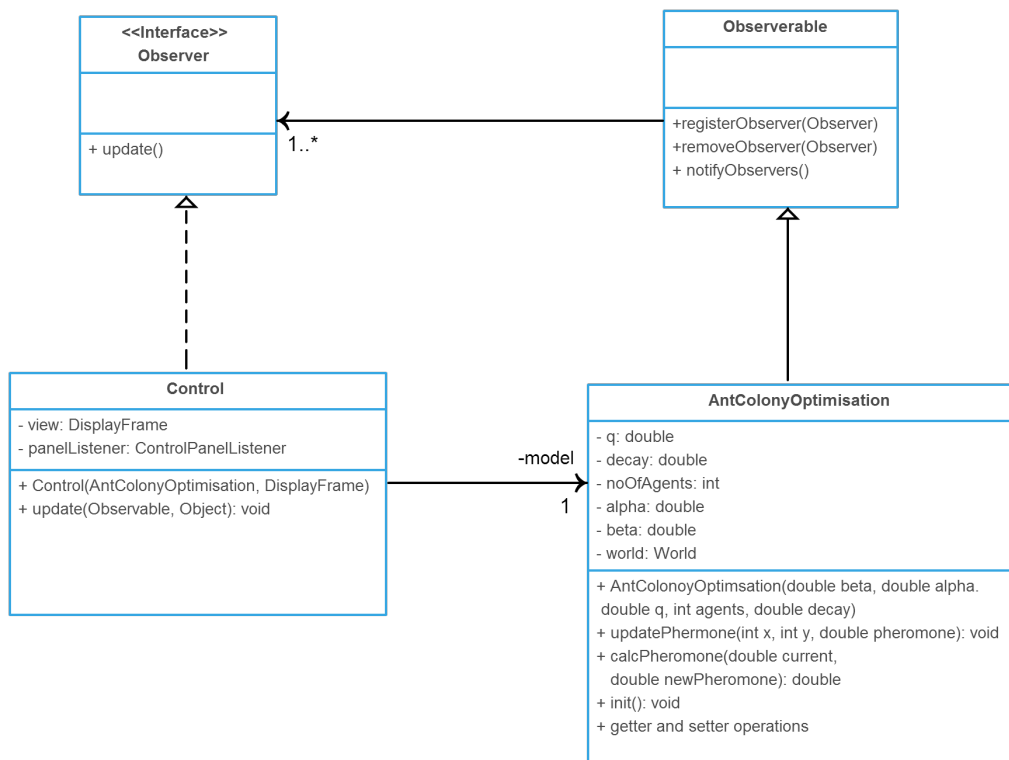 <<Interface>>
Observer
+ update()
Observerable
+registerObserver(Observer)
+removeObserver(Observer)
+ notifyObservers()
1..*
Control
- view: DisplayFrame
- panelListener: ControlPanelListener
+ Control(AntColonyOptimisation, DisplayFrame)
+ update(Observable, Object): void
-model
1
AntColonyOptimisation
- q: double
- decay: double
- noOfAgents: int
- alpha: double
- beta: double
- world: World
+ AntColonoyOptimsation(double beta, double alpha.
double q, int agents, double decay)
+ updatePhermone(int x, int y, double pheromone): void
+ calcPheromone(double current,
double newPheromone): double
+ init(): void
+ getter and setter operations